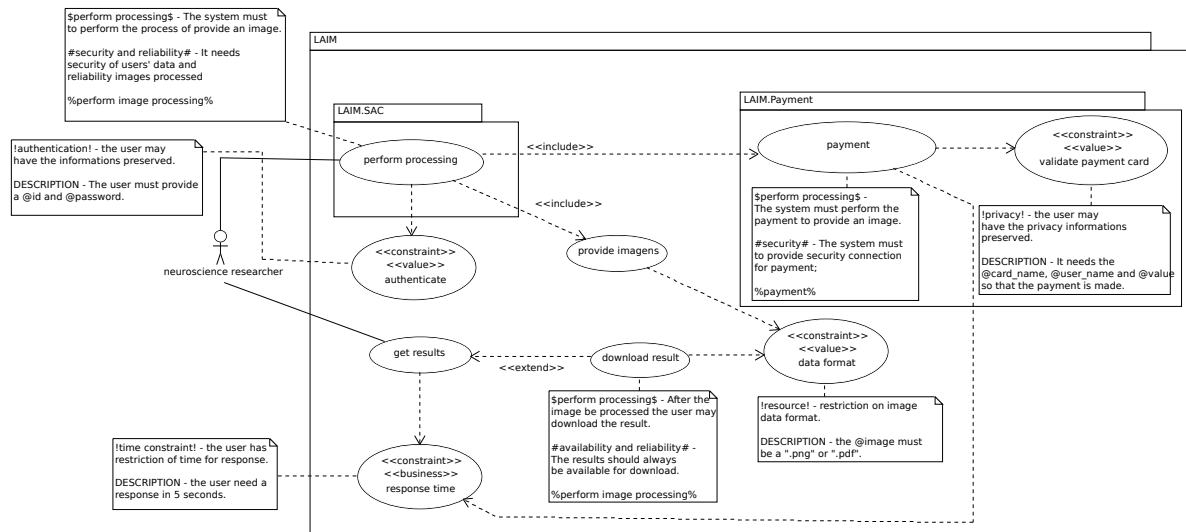 $perform processing$ - The system must
to perform the process of provide an image.
#security and reliability# - It needs
security of users' data and
reliability images processed
%perform image processing%
LAIM
LAIM.SAC
perform processing
<<include>>
<<include>>
LAIM.Payment
payment
<<constraint>>
<<value>>
validate payment card
!authentication! - the user may
have the informations preserved.
DESCRIPTION - The user must provide
a @id and @password.
$perform processing$ -
The system must perform the
payment to provide an image.
#security# - The system must
to provide security connection
for payment;
%payment%
!privacy! - the user may
have the privacy informations
preserved.
DESCRIPTION - It needs the
@card_name, @user_name and @value
so that the payment is made.
neuroscience researcher
<<constraint>>
<<value>>
authenticate
provide imagens
get results
<<extend>>
download result
<<constraint>>
<<value>>
data format
$perform processing$ - After the
image be processed the user may
download the result.
#availability and reliability# -
The results should always
be available for download.
%perform image processing%
!resource! - restriction on image
data format.
DESCRIPTION - the @image must
be a ".png" or ".pdf".
!time constraint! - the user has
restriction of time for response.
DESCRIPTION - the user need a
response in 5 seconds.
<<constraint>>
<<business>>
response time